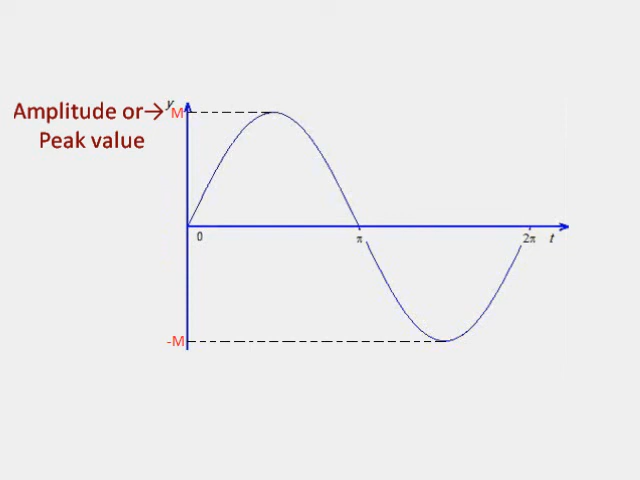 Amplitude or→
Peak value
y
M
0
π
2π
t
-M